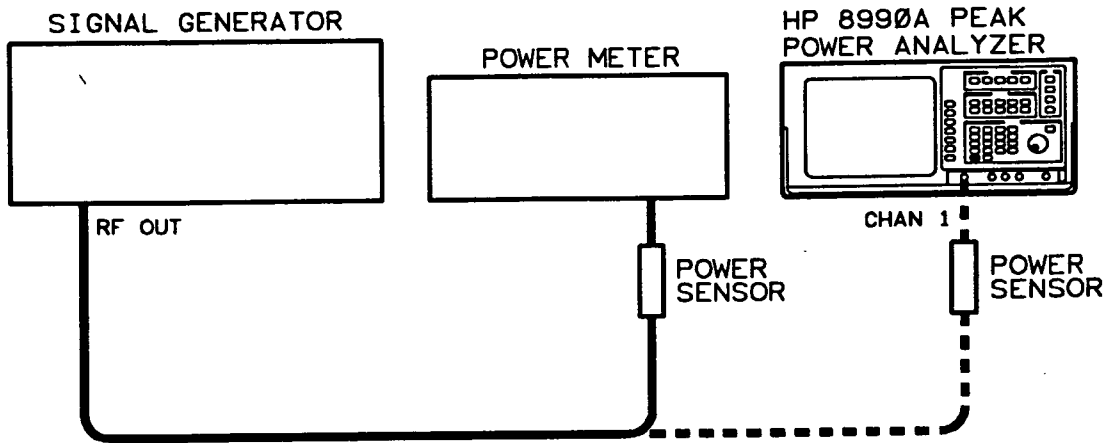 SIGNAL GENERATOR
POWER METER
HP 8990A PEAK
POWER ANALYZER
RF OUT
CHAN 1
POWER
SENSOR
POWER
SENSOR